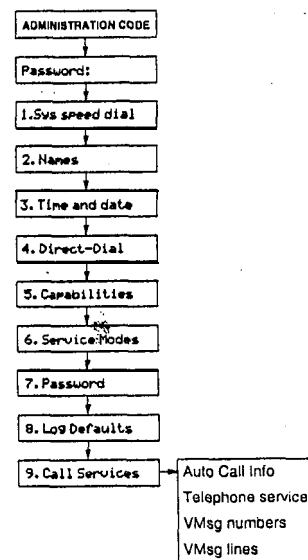 ADMINISTRATION CODE
Password:
1.Sys speed dial
2. Names
3. Time and date
4. Direct-Dial
5. Capabilities
6. Service Modes
7. Password
8. Log Defaults
9. Call Services
Auto Call Info
Telephone service
VMsg numbers
VMsg lines